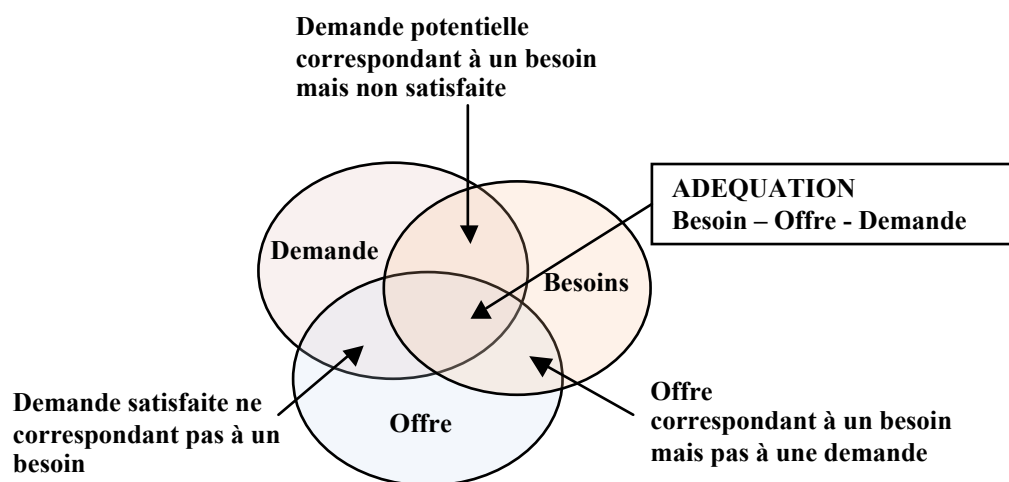 Demande potentielle
correspondant à un besoin
mais non satisfaite
ADEQUATION
Besoin – Offre - Demande
Demande
Besoins
Offre
Demande satisfaite ne
correspondant pas à un
besoin
Offre
correspondant à un besoin
mais pas à une demande